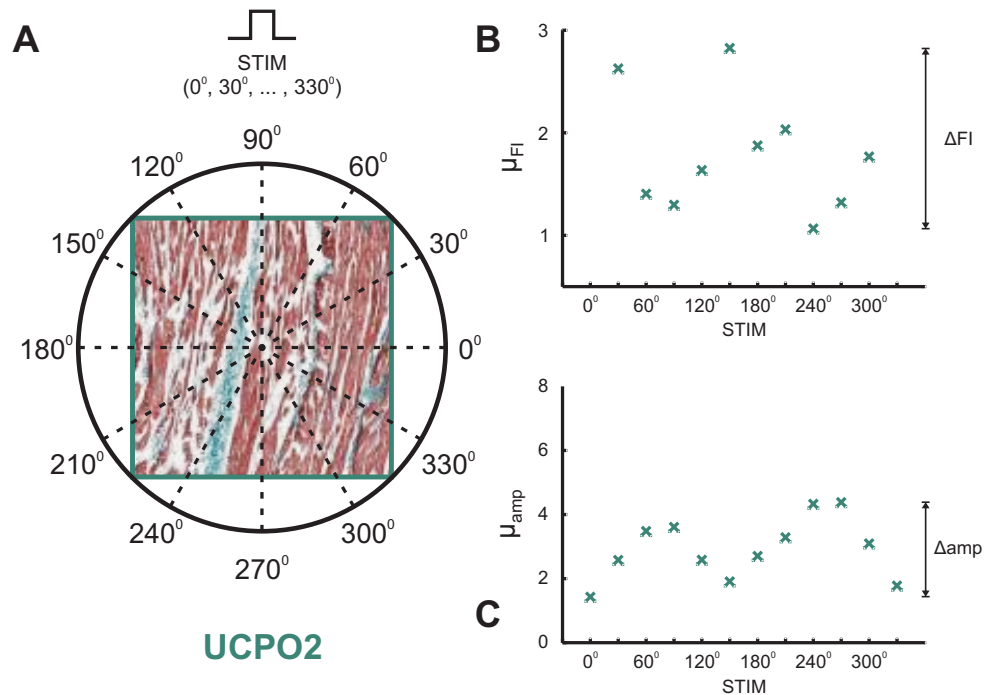 A
STIM
(0⁰, 30⁰, ... , 330⁰)
90⁰
120⁰ 60⁰
150⁰ 30⁰
180⁰ 0⁰
210⁰ 330⁰
240⁰ 300⁰
270⁰
UCPO2
B
3
2
1
μFI
ΔFI
0⁰ 60⁰ 120⁰ 180⁰ 240⁰ 300⁰
STIM
C
8
6
4
2
0
μamp
Δamp
0⁰ 60⁰ 120⁰ 180⁰ 240⁰ 300⁰
STIM